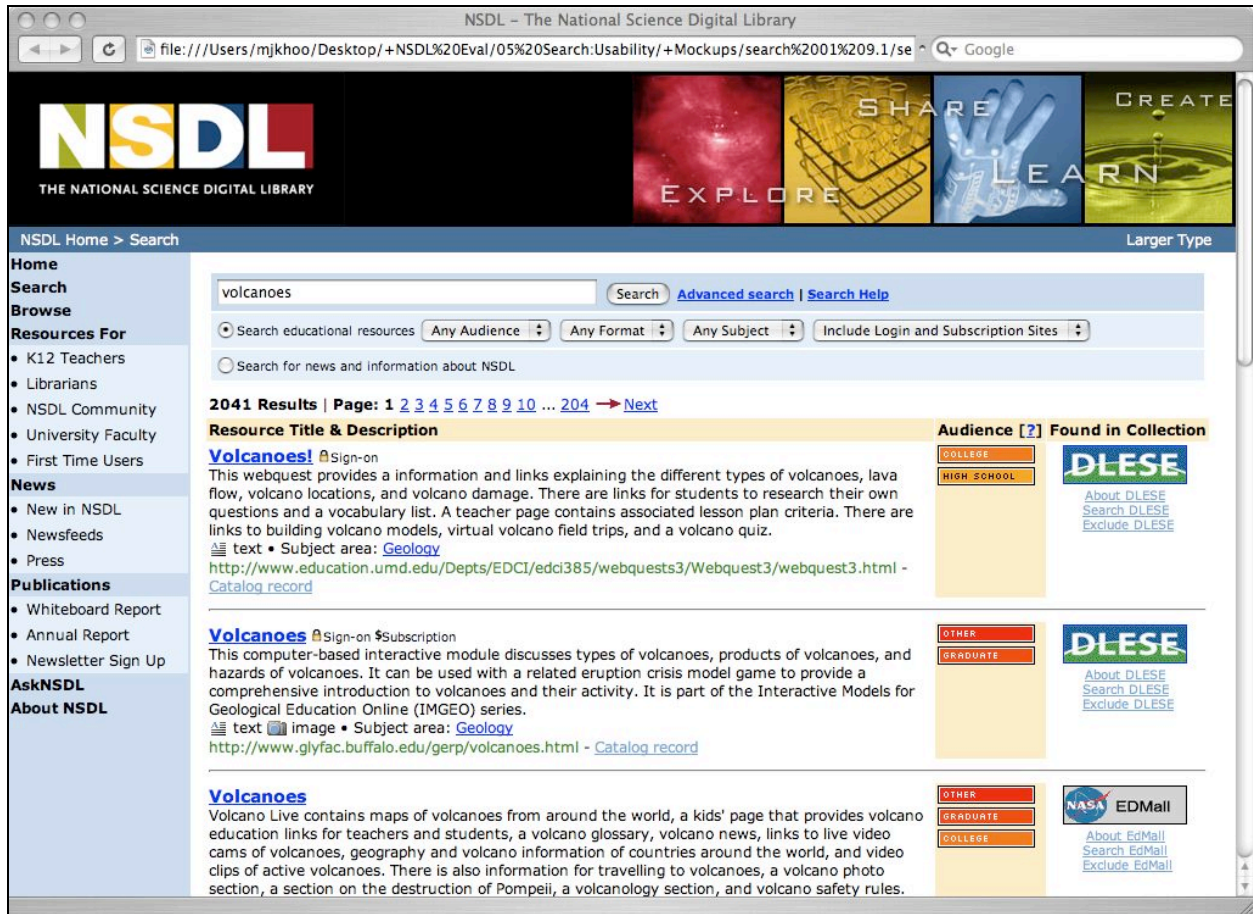 NSDL – The National Science Digital Library
file:///Users/mjkhoo/Desktop/+NSDL%20Eval/05%20Search:Usability/+Mockups/search%2001%209.1/se
Google
NSDL
THE NATIONAL SCIENCE DIGITAL LIBRARY
EXPLORE
SHARE
LEARN
CREATE
NSDL Home > Search
Larger Type
Home
Search
Browse
Resources For
• K12 Teachers
• Librarians
• NSDL Community
• University Faculty
• First Time Users
News
• New in NSDL
• Newsfeeds
• Press
Publications
• Whiteboard Report
• Annual Report
• Newsletter Sign Up
AskNSDL
About NSDL
volcanoes
Search Advanced search | Search Help
Search educational resources Any Audience Any Format Any Subject Include Login and Subscription Sites
Search for news and information about NSDL
2041 Results | Page: 1 2 3 4 5 6 7 8 9 10 ... 204 Next
Resource Title & Description Audience [?] Found in Collection
Volcanoes! Sign-on
This webquest provides a information and links explaining the different types of volcanoes, lava
flow, volcano locations, and volcano damage. There are links for students to research their own
questions and a vocabulary list. A teacher page contains associated lesson plan criteria. There are
links to building volcano models, virtual volcano field trips, and a volcano quiz.
text • Subject area: Geology
http://www.education.umd.edu/Depts/EDCI/edci385/webquests3/Webquest3/webquest3.html -
Catalog record
COLLEGE
HIGH SCHOOL
DLESE
About DLESE
Search DLESE
Exclude DLESE
Volcanoes Sign-on $Subscription
This computer-based interactive module discusses types of volcanoes, products of volcanoes, and
hazards of volcanoes. It can be used with a related eruption crisis model game to provide a
comprehensive introduction to volcanoes and their activity. It is part of the Interactive Models for
Geological Education Online (IMGEO) series.
text image • Subject area: Geology
http://www.glyfac.buffalo.edu/gerp/volcanoes.html - Catalog record
OTHER
GRADUATE
DLESE
About DLESE
Search DLESE
Exclude DLESE
Volcanoes
Volcano Live contains maps of volcanoes from around the world, a kids' page that provides volcano
education links for teachers and students, a volcano glossary, volcano news, links to live video
cams of volcanoes, geography and volcano information of countries around the world, and video
clips of active volcanoes. There is also information for travelling to volcanoes, a volcano photo
section, a section on the destruction of Pompeii, a volcanology section, and volcano safety rules.
OTHER
GRADUATE
COLLEGE
NASA EDMall
About EdMall
Search EdMall
Exclude EdMall